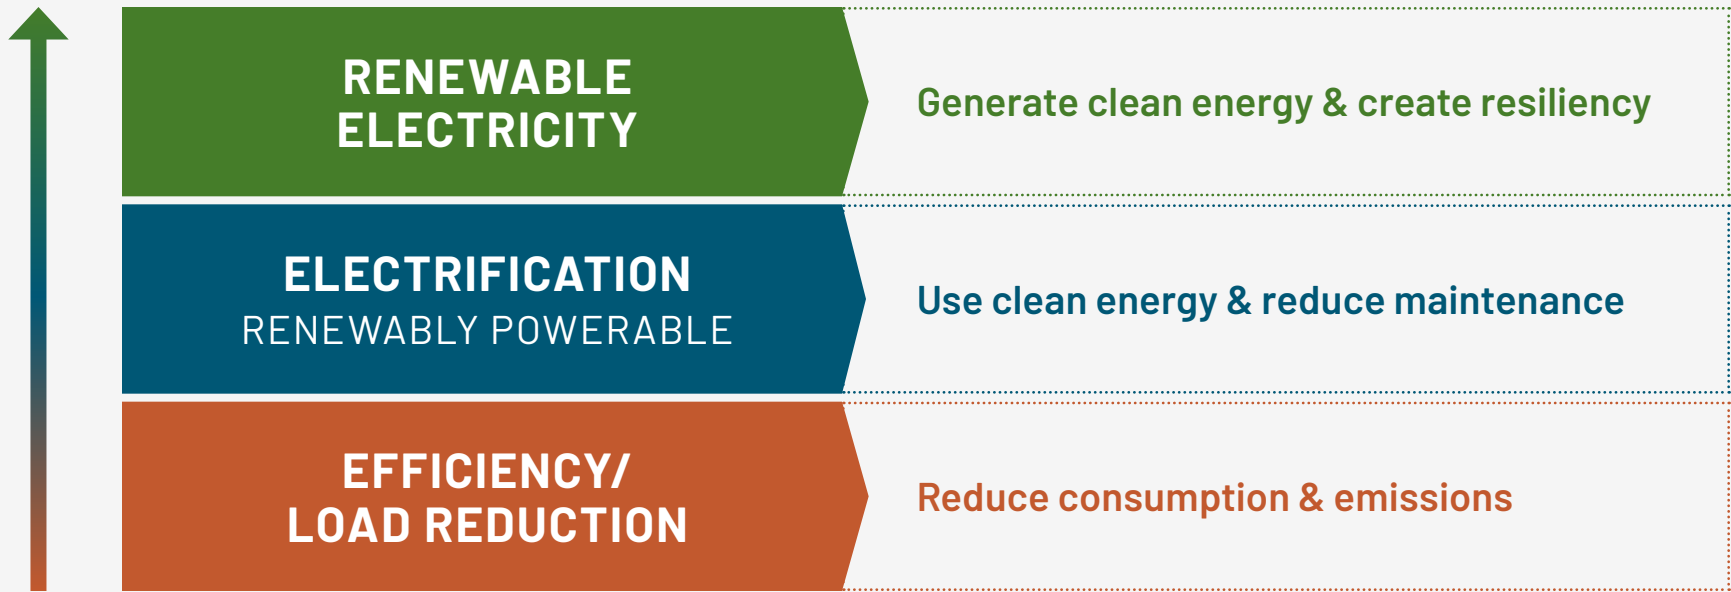 RENEWABLE
ELECTRICITY
Generate clean energy & create resiliency
ELECTRIFICATION
RENEWABLY POWERABLE
Use clean energy & reduce maintenance
EFFICIENCY/
LOAD REDUCTION
Reduce consumption & emissions